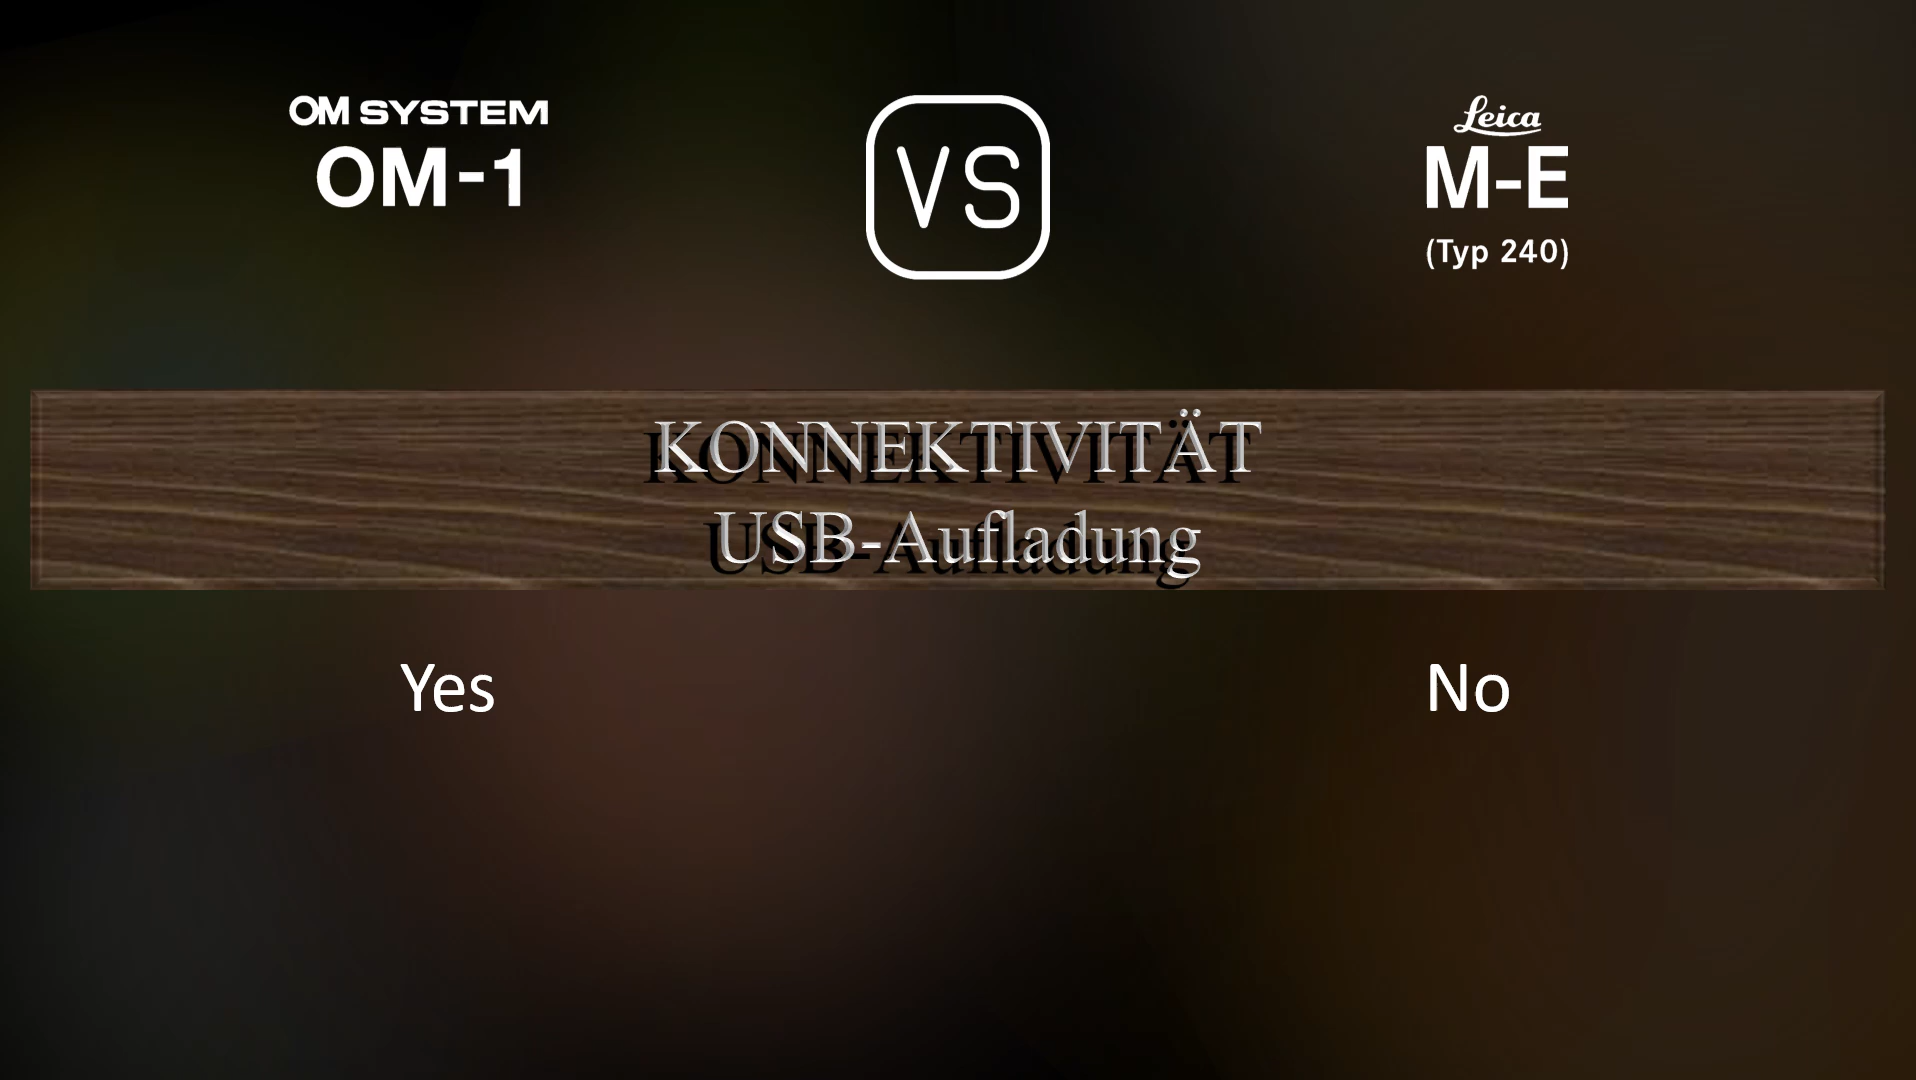 OM SYSTEM
OM-1
VS
Leica
M-E
(Typ 240)
KONNEKTIVITÄT
USB-Aufladung
Yes
No